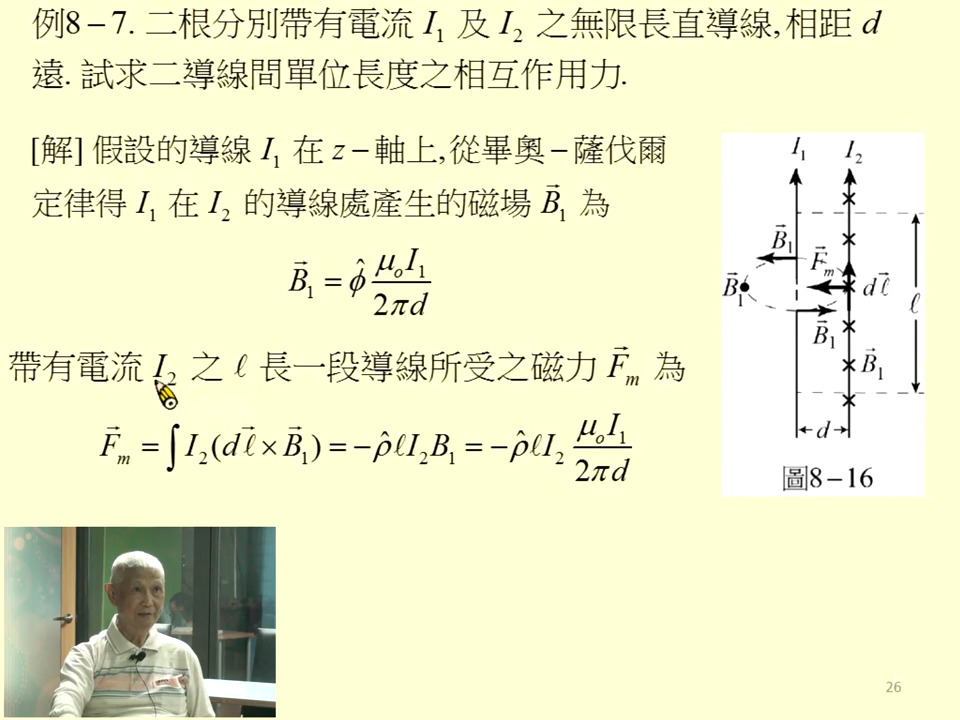 例8－7. 二根分別帶有電流 I₁ 及 I₂ 之無限長直導線, 相距 d
遠. 試求二導線間單位長度之相互作用力.
[解] 假設的導線 I₁ 在 z－軸上, 從畢奧－薩伐爾
定律得 I₁ 在 I₂ 的導線處產生的磁場 B⃗₁ 為
B⃗₁ = φ̂ μₒI₁ / 2πd
帶有電流 I₂ 之 ℓ 長一段導線所受之磁力 F⃗ₘ 為
F⃗ₘ = ∫ I₂(dℓ⃗ × B⃗₁) = −ρ̂ℓI₂B₁ = −ρ̂ℓI₂ μₒI₁ / 2πd
I₁ I₂
B⃗₁ F⃗ₘ
B⃗₁ dℓ⃗ ℓ
B⃗₁ B⃗₁
d
圖8－16
26